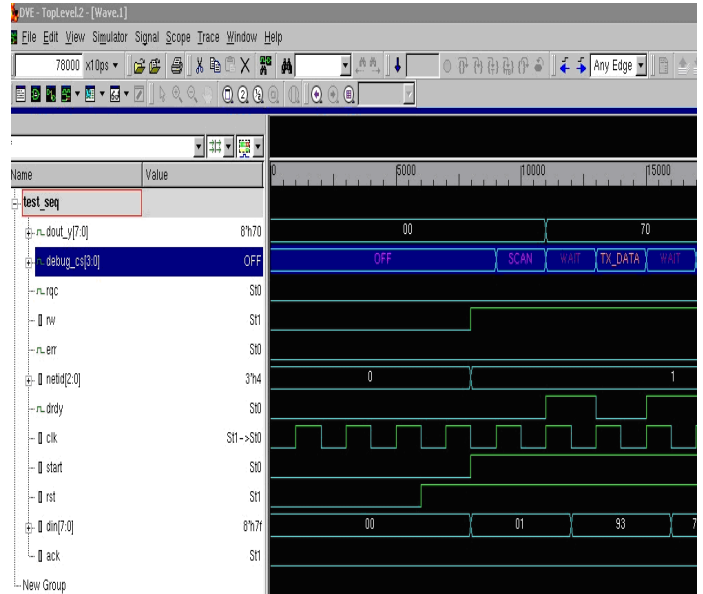 DVE - TopLevel.2 - [Wave.1]
File Edit View Simulator Signal Scope Trace Window Help
78000 x10ps Any Edge
Name Value 0 5000 10000 15000
test_seq
dout_y[7:0] 8'h70 00 70
debug_cs[3:0] OFF OFF SCAN WAIT TX_DATA WAIT
rqc St0
rw St1
err St0
netid[2:0] 3'h4 0 1
drdy St0
clk St1->St0
start St0
rst St1
din[7:0] 8'h7f 00 01 93 7
ack St1
New Group